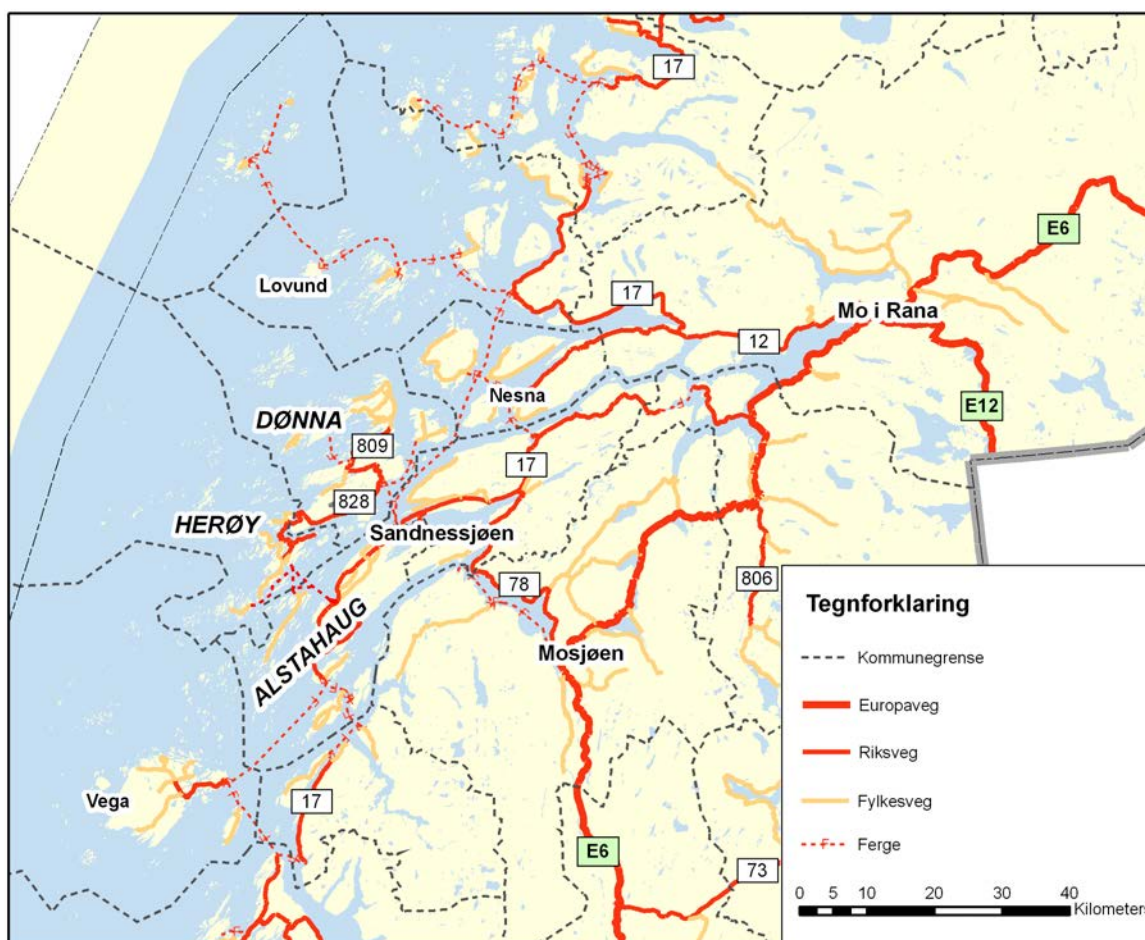 17
E6
Lovund
17
Mo i Rana
12
Nesna
E12
DØNNA
809
17
828
HERØY
Sandnessjøen
78
806
ALSTAHAUG
Mosjøen
Vega
17
E6
73
Tegnforklaring
Kommunegrense
Europaveg
Riksveg
Fylkesveg
Ferge
0 5 10 20 30 40
Kilometers